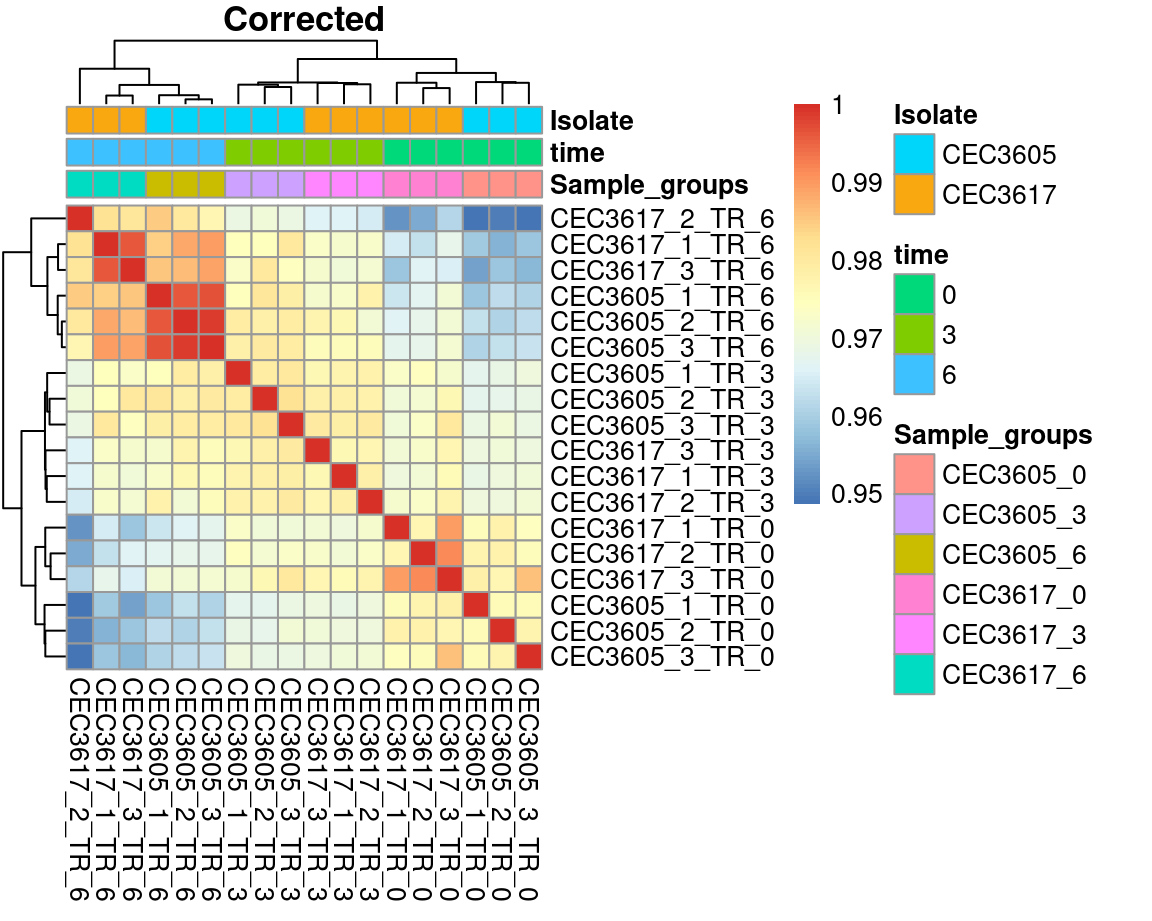 Corrected
Isolate
time
Sample_groups
CEC3617_2_TR_6
CEC3617_1_TR_6
CEC3617_3_TR_6
CEC3605_1_TR_6
CEC3605_2_TR_6
CEC3605_3_TR_6
CEC3605_1_TR_3
CEC3605_2_TR_3
CEC3605_3_TR_3
CEC3617_3_TR_3
CEC3617_1_TR_3
CEC3617_2_TR_3
CEC3617_1_TR_0
CEC3617_2_TR_0
CEC3617_3_TR_0
CEC3605_1_TR_0
CEC3605_2_TR_0
CEC3605_3_TR_0
CEC3617_2_TR_6
CEC3617_1_TR_6
CEC3617_3_TR_6
CEC3605_1_TR_6
CEC3605_2_TR_6
CEC3605_3_TR_6
CEC3605_1_TR_3
CEC3605_2_TR_3
CEC3605_3_TR_3
CEC3617_3_TR_3
CEC3617_1_TR_3
CEC3617_2_TR_3
CEC3617_1_TR_0
CEC3617_2_TR_0
CEC3617_3_TR_0
CEC3605_1_TR_0
CEC3605_2_TR_0
CEC3605_3_TR_0
1
0.99
0.98
0.97
0.96
0.95
Isolate
CEC3605
CEC3617
time
0
3
6
Sample_groups
CEC3605_0
CEC3605_3
CEC3605_6
CEC3617_0
CEC3617_3
CEC3617_6